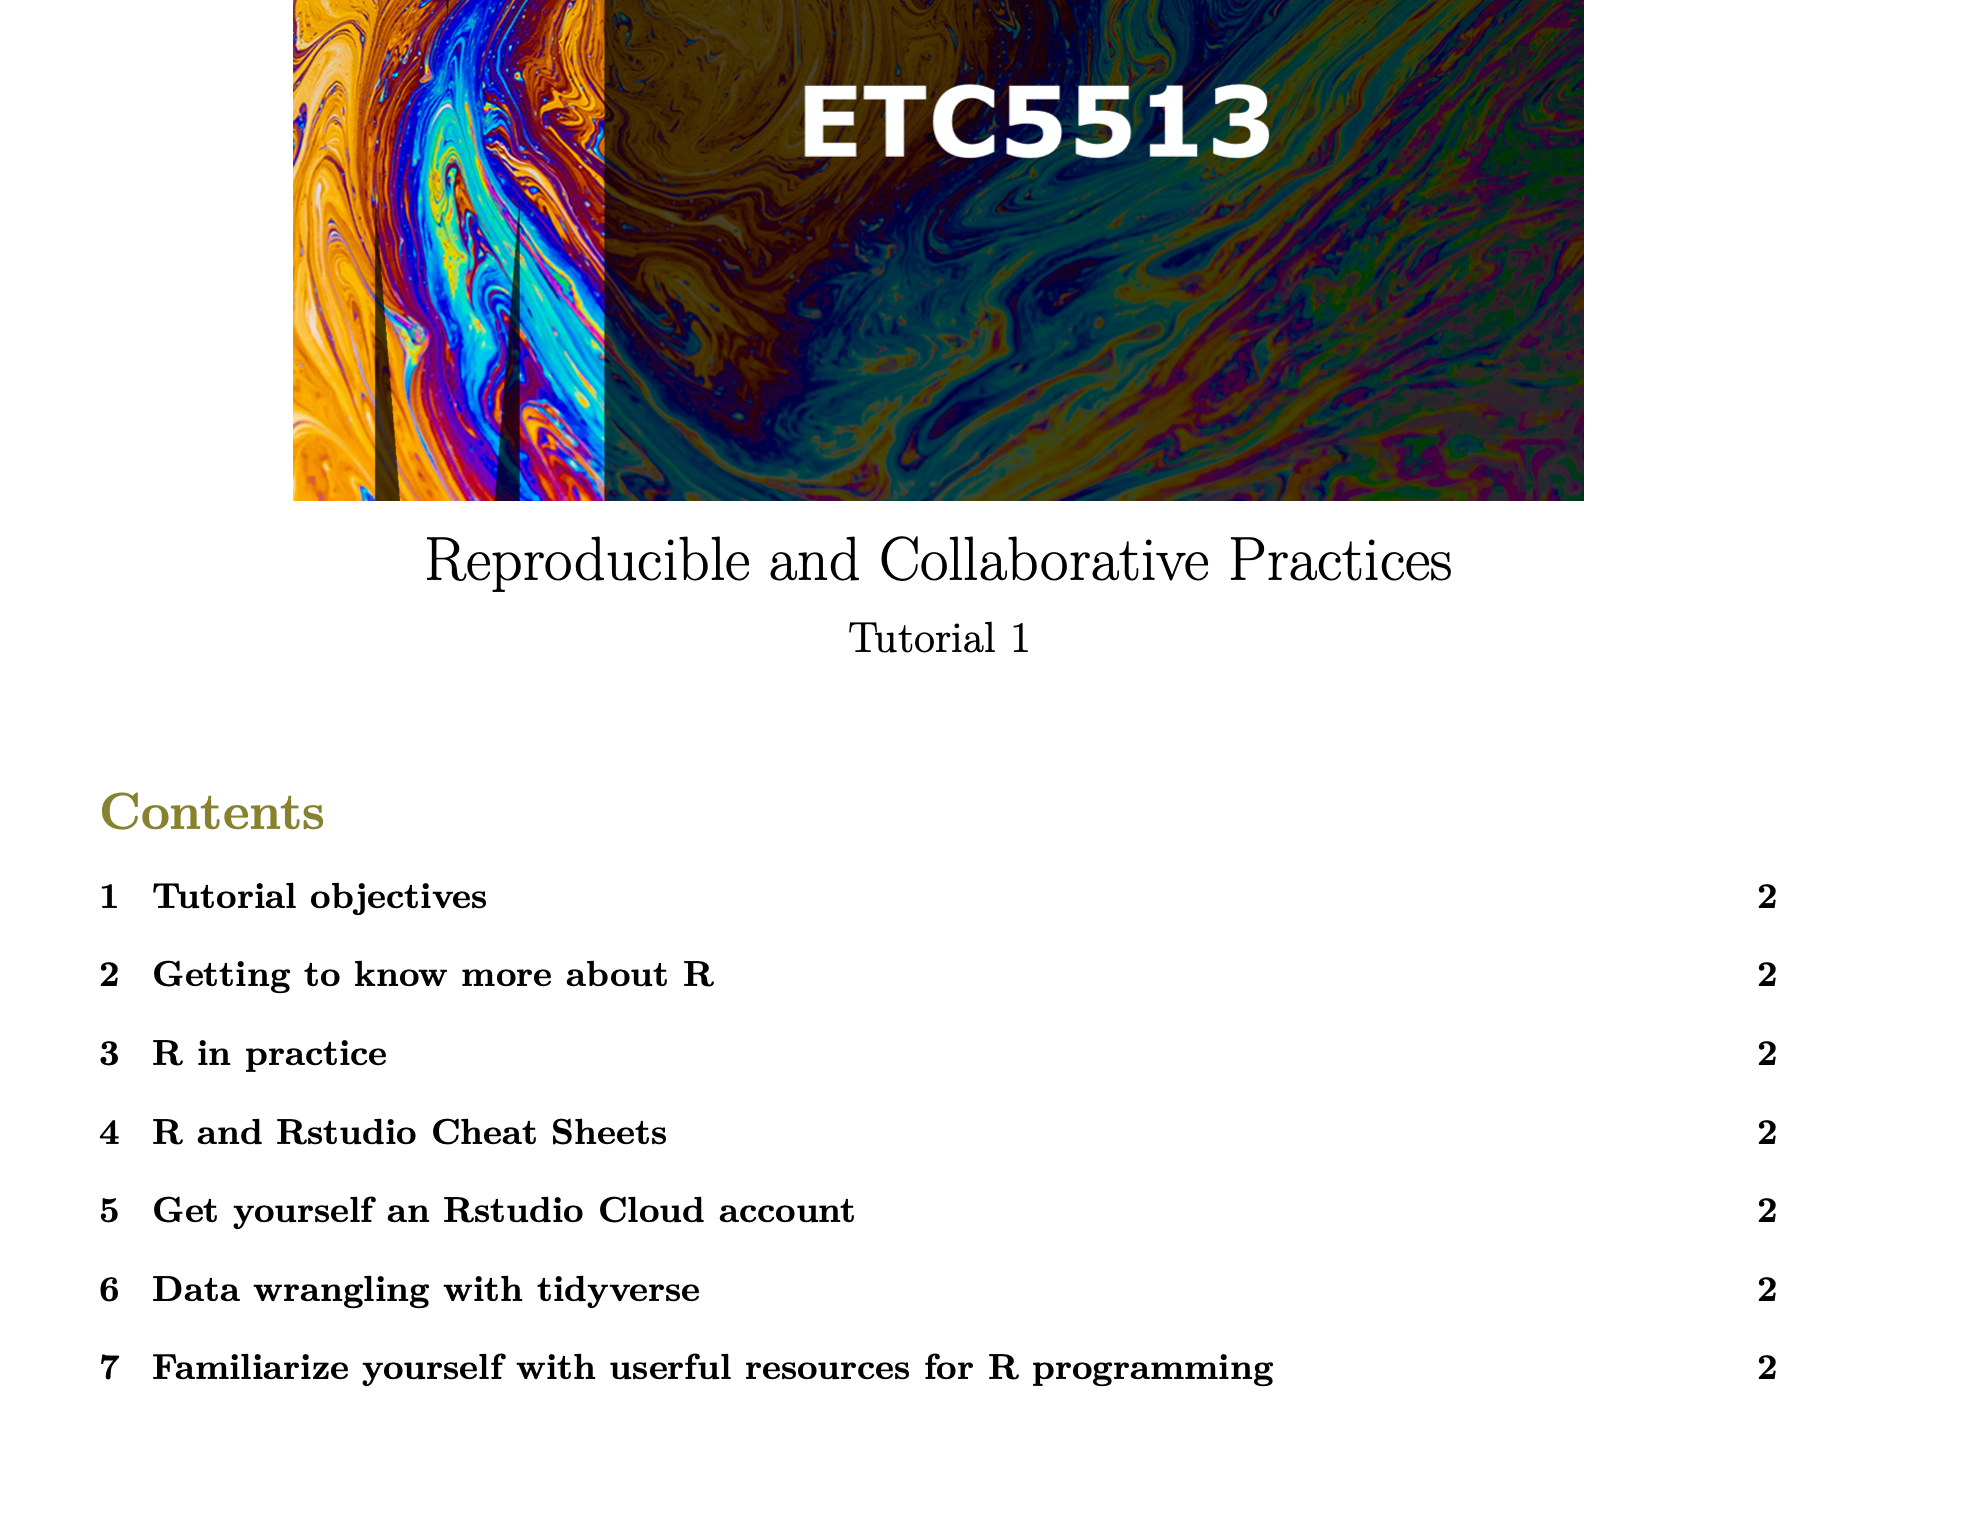 ETC5513
Reproducible and Collaborative Practices
Tutorial 1
Contents
1 Tutorial objectives 2
2 Getting to know more about R 2
3 R in practice 2
4 R and Rstudio Cheat Sheets 2
5 Get yourself an Rstudio Cloud account 2
6 Data wrangling with tidyverse 2
7 Familiarize yourself with userful resources for R programming 2